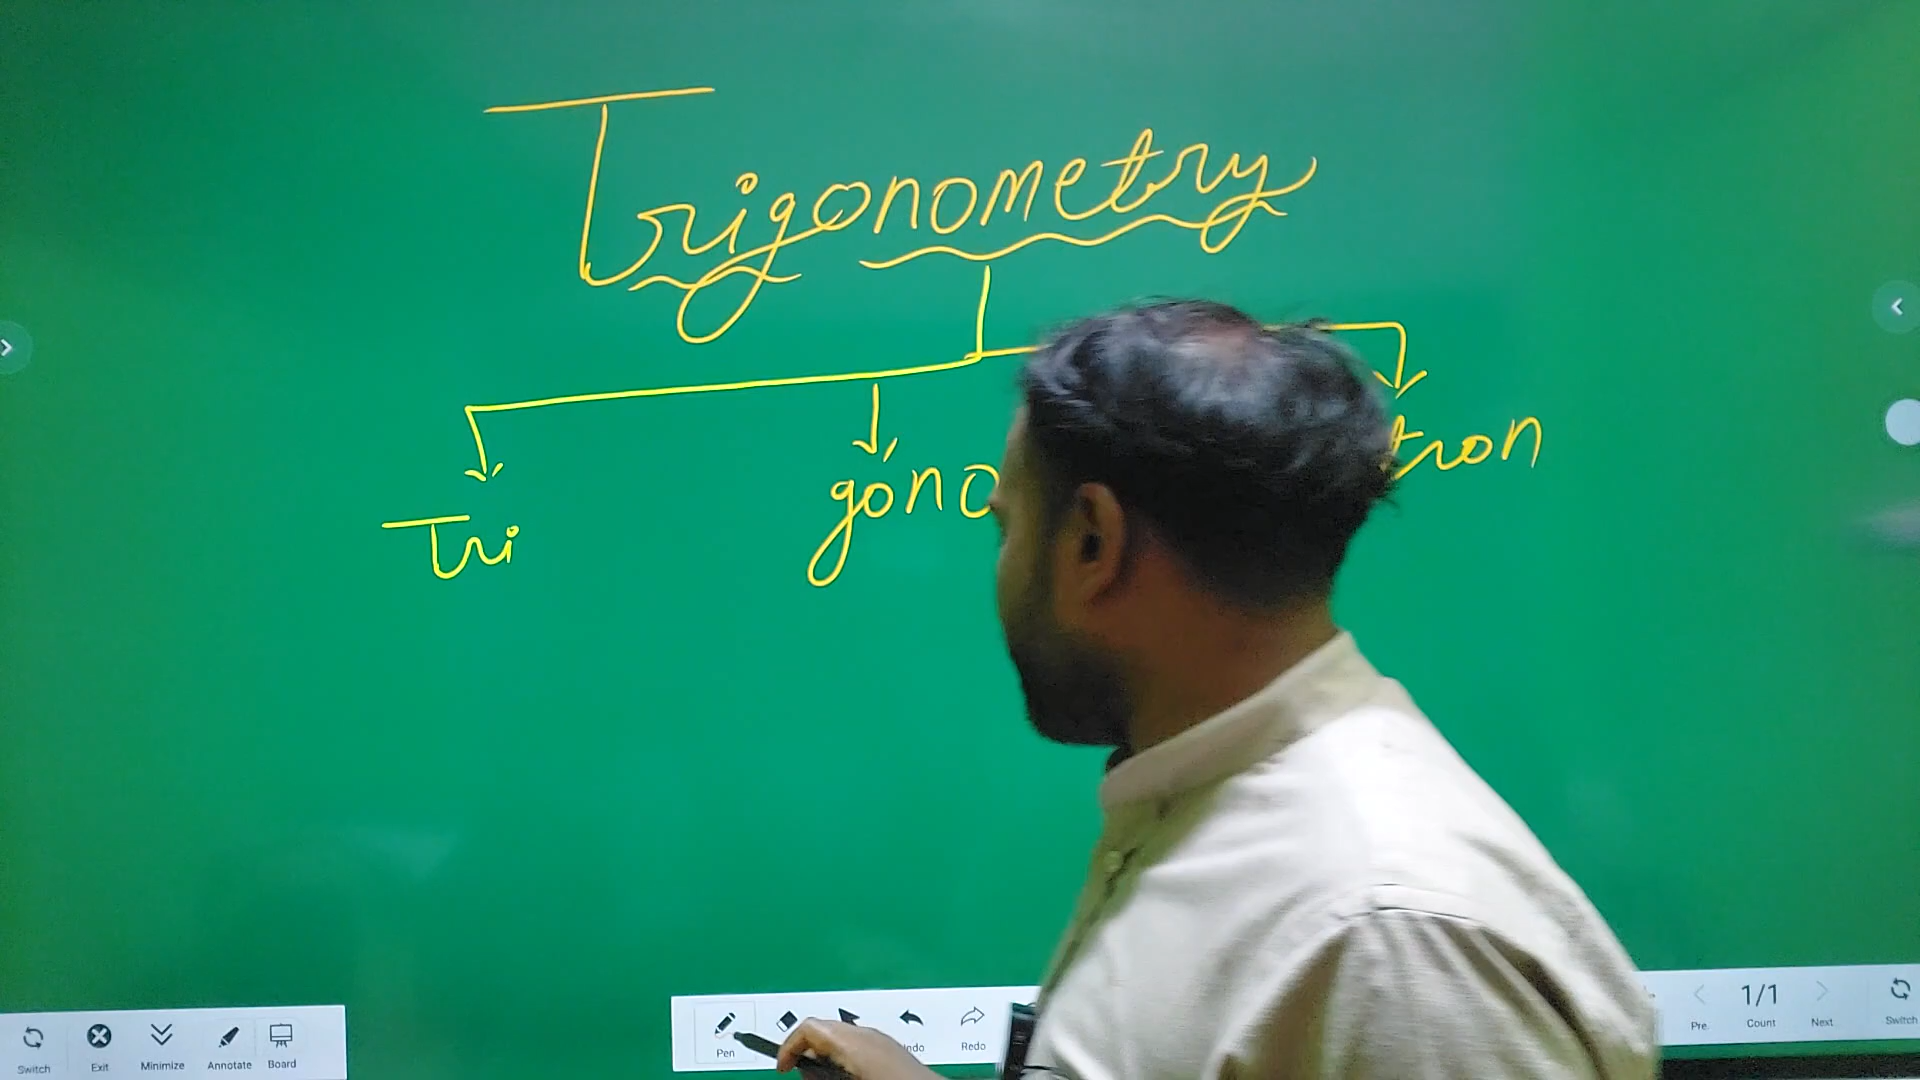 Trigonometry
Tri gono tron
Switch Exit Minimize Annotate Board Pen Redo Pre 1/1 Count Next Switch